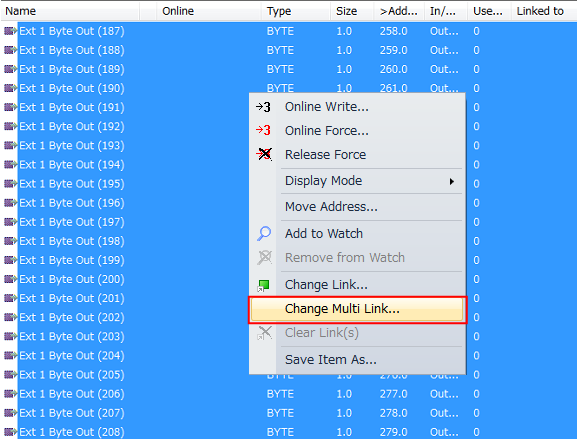 Name Online Type Size >Add... In/... Use... Linked to
Ext 1 Byte Out (187) BYTE 1.0 258.0 Out... 0
Ext 1 Byte Out (188) BYTE 1.0 259.0 Out... 0
Ext 1 Byte Out (189) BYTE 1.0 260.0 Out... 0
Ext 1 Byte Out (190) BYTE 1.0 261.0 Out... 0
Ext 1 Byte Out (191) 0
Online Write...
Ext 1 Byte Out (192) 0
Online Force...
Ext 1 Byte Out (193) 0
Release Force
Ext 1 Byte Out (194) 0
Display Mode
Ext 1 Byte Out (195) 0
Move Address...
Ext 1 Byte Out (196) 0
Ext 1 Byte Out (197) 0
Add to Watch
Ext 1 Byte Out (198) 0
Remove from Watch
Ext 1 Byte Out (199) 0
Ext 1 Byte Out (200) 0
Change Link...
Ext 1 Byte Out (201) 0
Change Multi Link...
Ext 1 Byte Out (202) 0
Clear Link(s)
Ext 1 Byte Out (203) 0
Ext 1 Byte Out (204) 0
Save Item As...
Ext 1 Byte Out (205) BYTE 1.0 276.0 Out... 0
Ext 1 Byte Out (206) BYTE 1.0 277.0 Out... 0
Ext 1 Byte Out (207) BYTE 1.0 278.0 Out... 0
Ext 1 Byte Out (208) BYTE 1.0 279.0 Out... 0